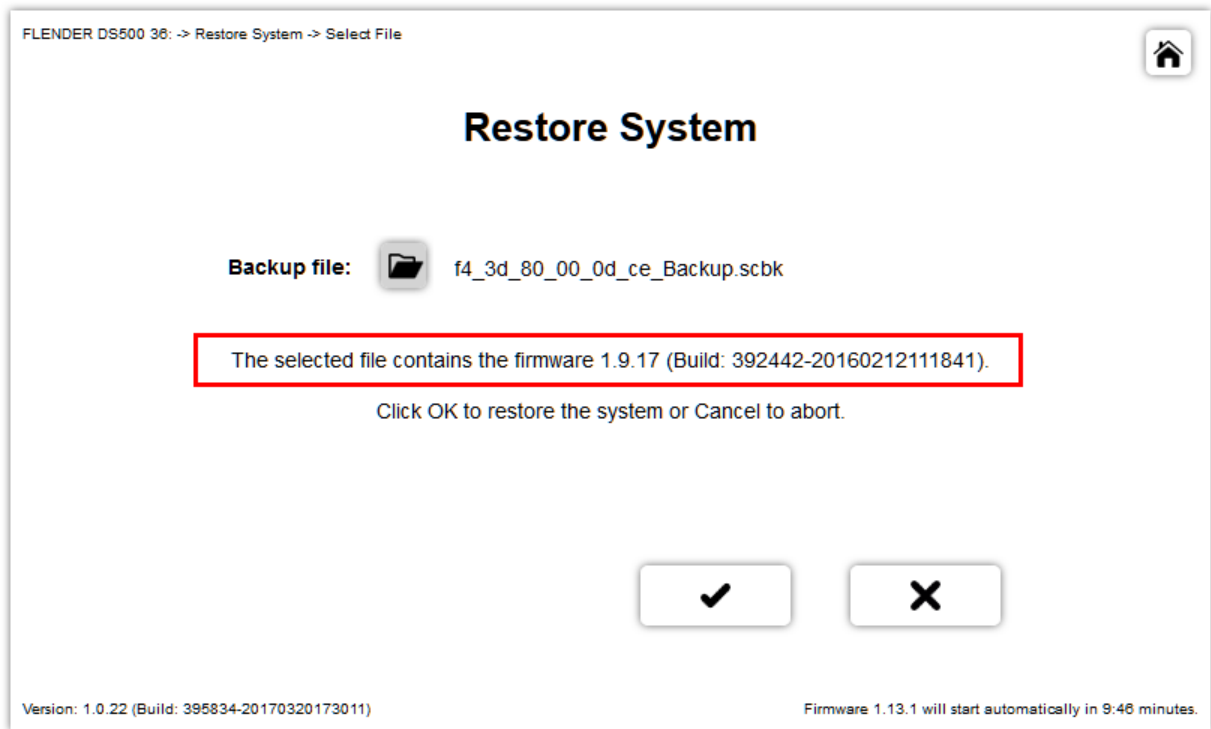 FLENDER DS500 36: -> Restore System -> Select File
Restore System
Backup file: f4_3d_80_00_0d_ce_Backup.scbk
The selected file contains the firmware 1.9.17 (Build: 392442-20160212111841).
Click OK to restore the system or Cancel to abort.
Version: 1.0.22 (Build: 395834-20170320173011)
Firmware 1.13.1 will start automatically in 9:46 minutes.